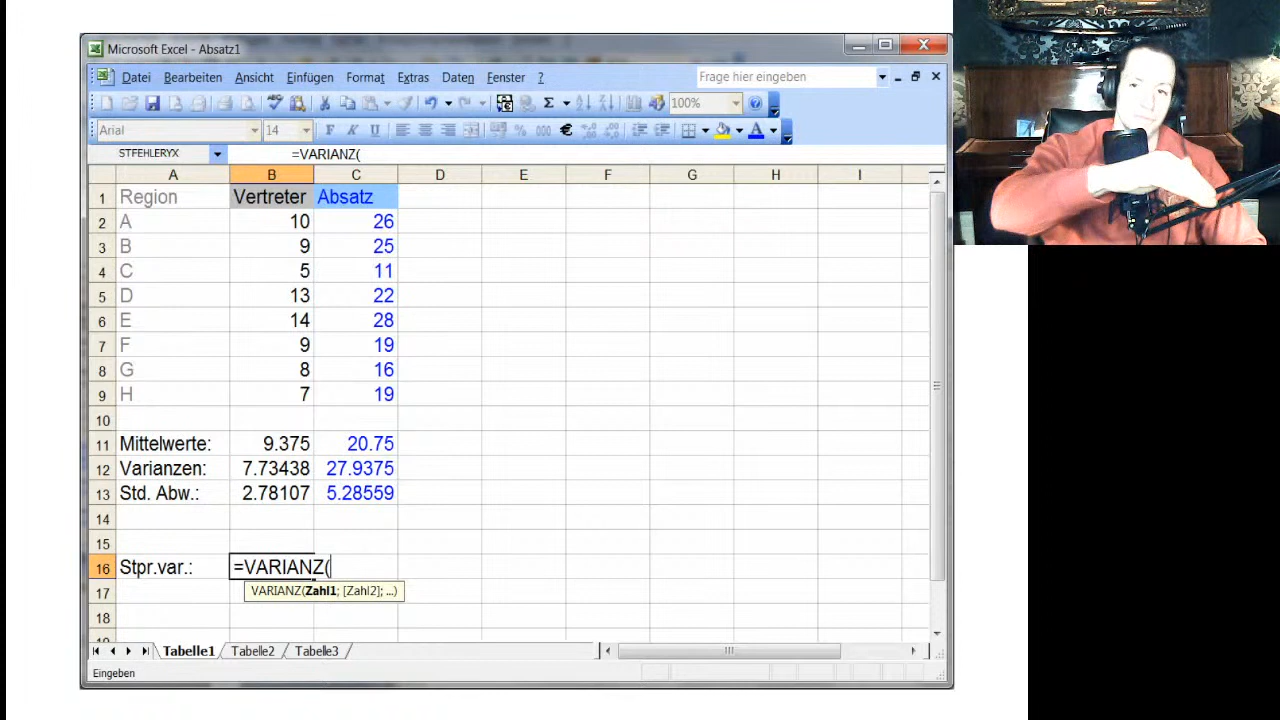 Microsoft Excel - Absatz1
Datei Bearbeiten Ansicht Einfügen Format Extras Daten Fenster ? Frage hier eingeben
Σ 100%
Arial 14 F K U % 000 € A
STFEHLERYX =VARIANZ(
A B C D E F G H I
1 Region Vertreter Absatz
2 A 10 26
3 B 9 25
4 C 5 11
5 D 13 22
6 E 14 28
7 F 9 19
8 G 8 16
9 H 7 19
10
11 Mittelwerte: 9.375 20.75
12 Varianzen: 7.73438 27.9375
13 Std. Abw.: 2.78107 5.28559
14
15
16 Stpr.var.: =VARIANZ(
17 VARIANZ(Zahl1; [Zahl2]; ...)
18
19
Tabelle1 Tabelle2 Tabelle3
Eingeben